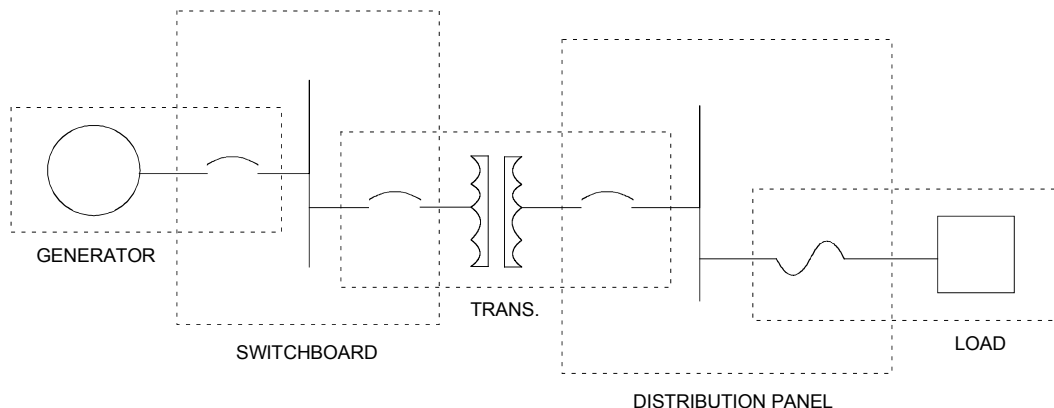 GENERATOR
SWITCHBOARD
TRANS.
DISTRIBUTION PANEL
LOAD